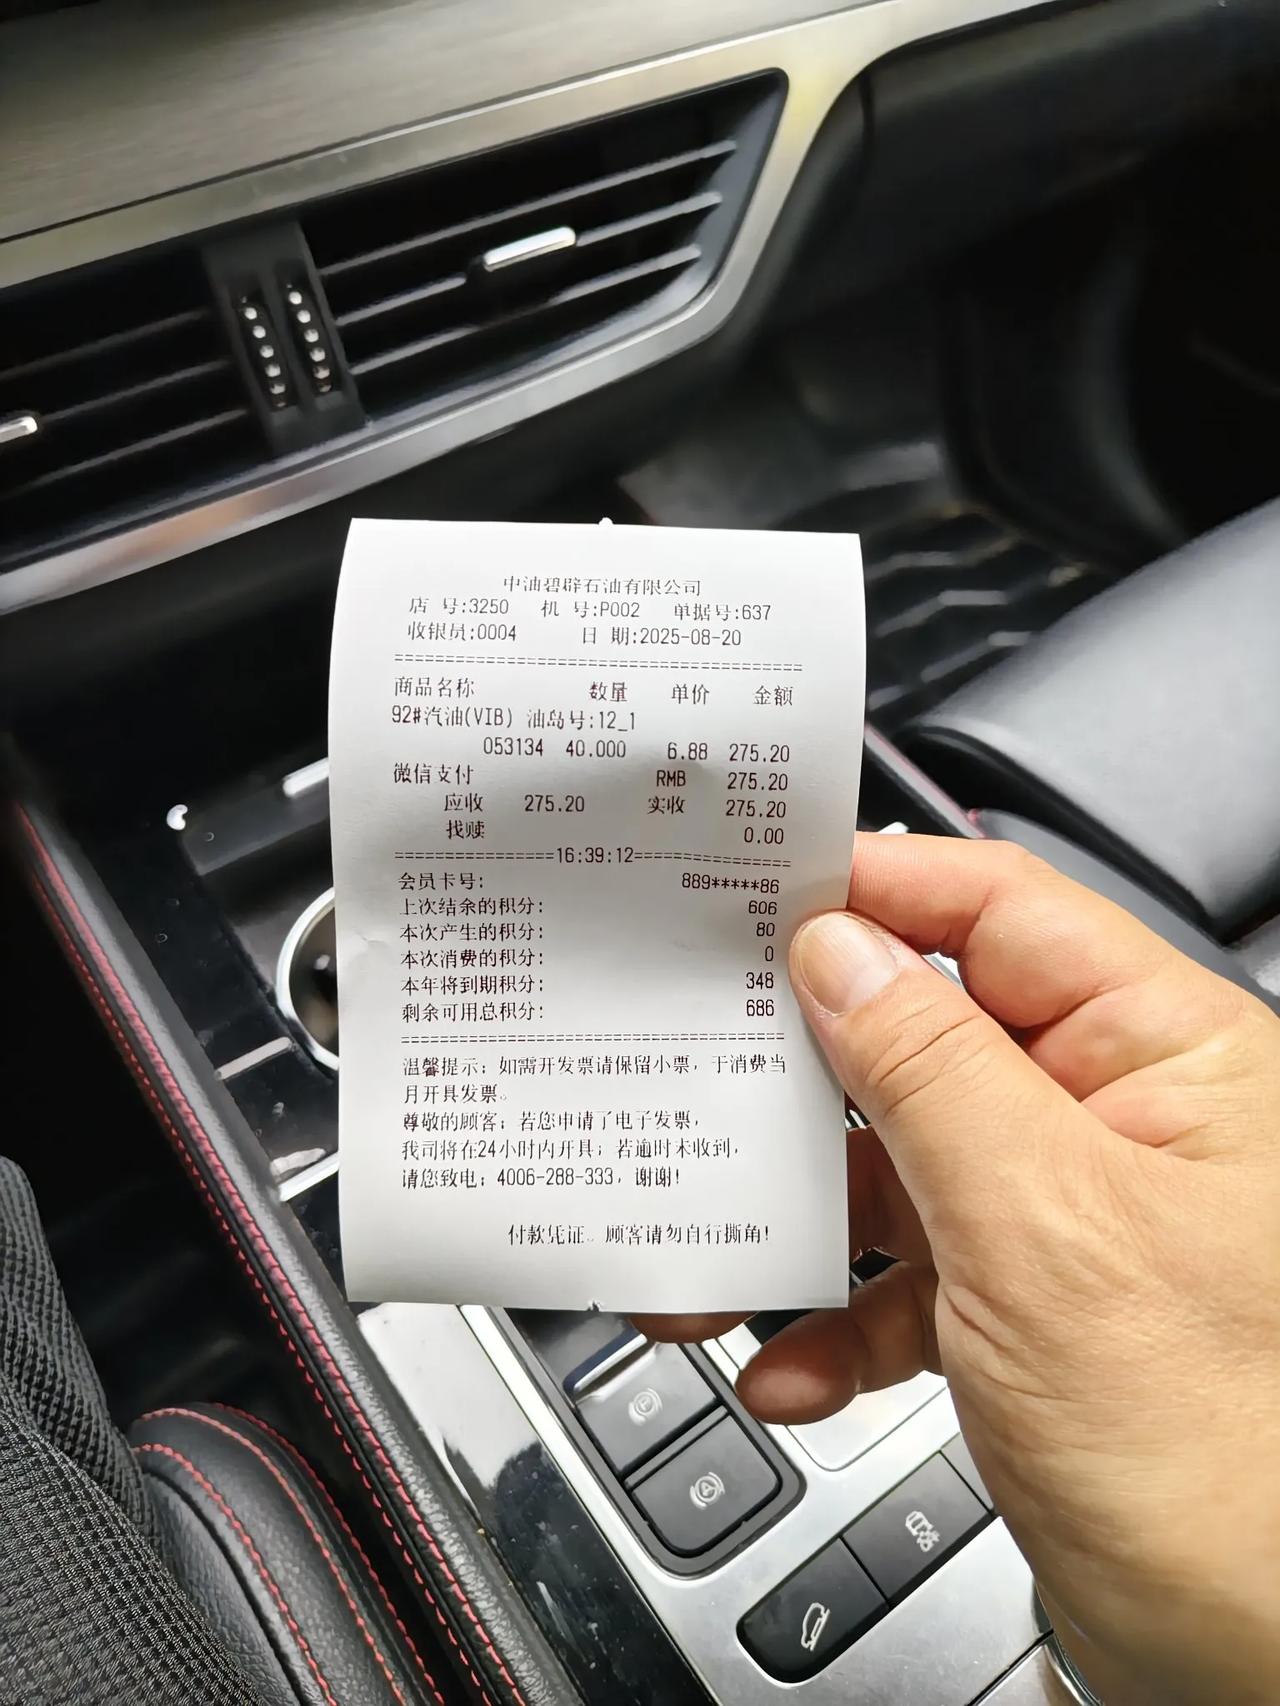 中油碧辟石油有限公司
店 号:3250 机 号:P002 单据号:637
收银员:0004 日 期:2025-08-20
商品名称 数量 单价 金额
92#汽油(VIB) 油岛号:12_1
053134 40.000 6.88 275.20
微信支付 RMB 275.20
应收 275.20 实收 275.20
找赎 0.00
================16:39:12================
会员卡号: 889*****86
上次结余的积分: 606
本次产生的积分: 80
本次消费的积分: 0
本年将到期积分: 348
剩余可用总积分: 686
温馨提示：如需开发票请保留小票，于消费当
月开具发票。
尊敬的顾客：若您申请了电子发票，
我司将在24小时内开具；若逾时未收到，
请您致电：4006-288-333，谢谢！
付款凭证。顾客请勿自行撕角！